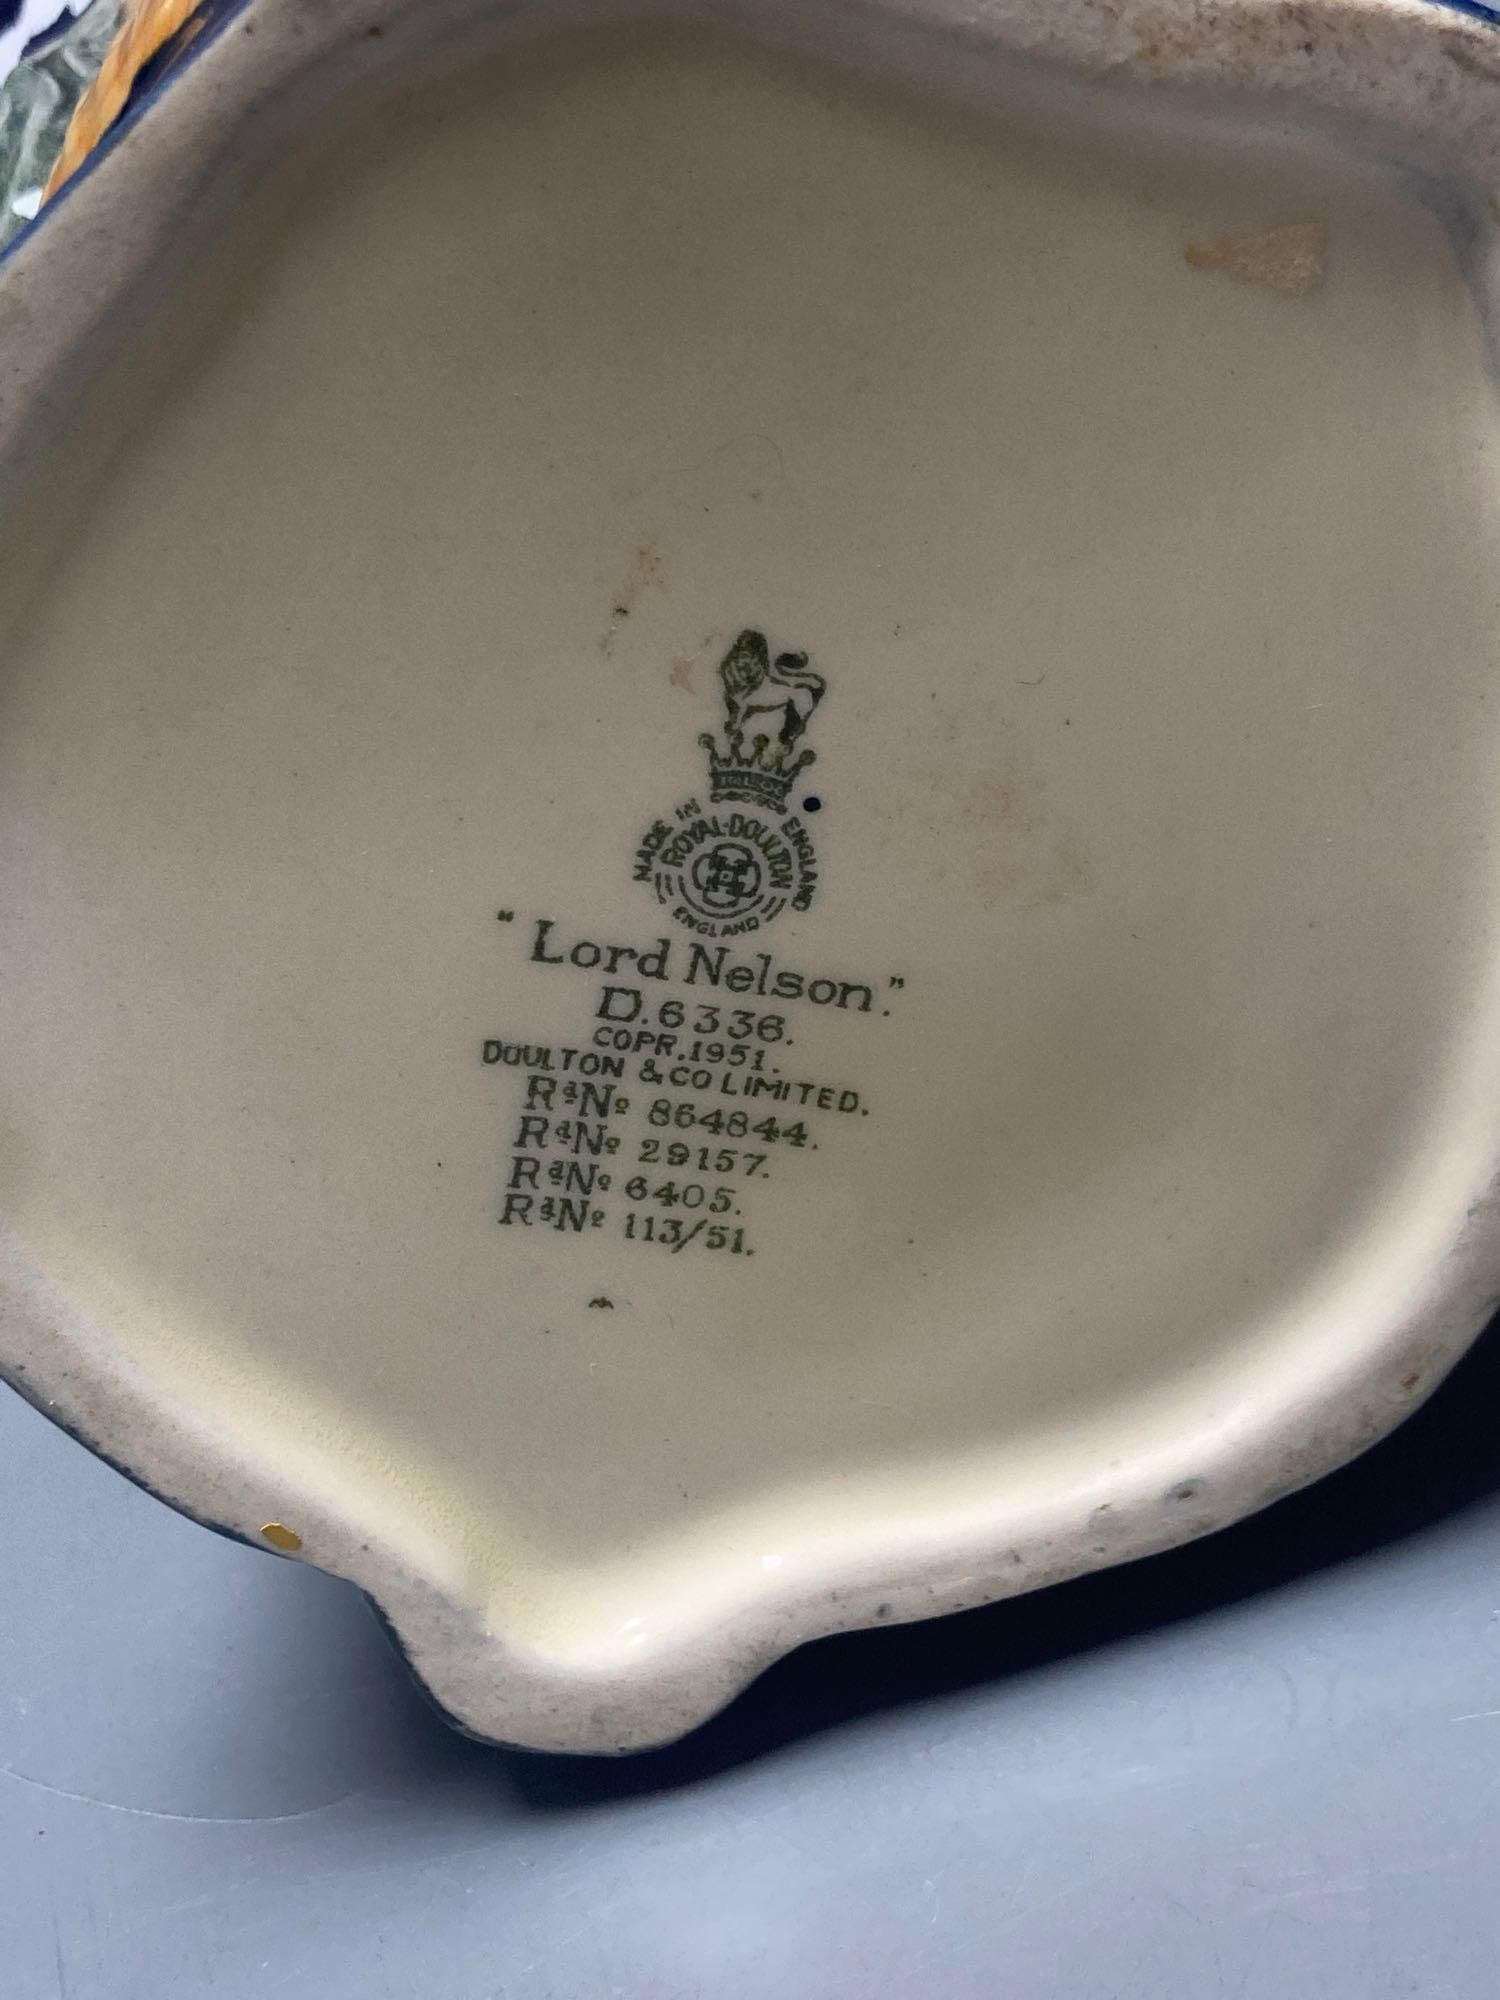 MADE IN ENGLAND
ROYAL·DOULTON
ENGLAND
"Lord Nelson."
D.6336.
COPR.1951.
DOULTON & CO LIMITED.
RᵈNº 864844.
RᵈNº 29157.
RᵈNº 6405.
RᵈNº 113/51.